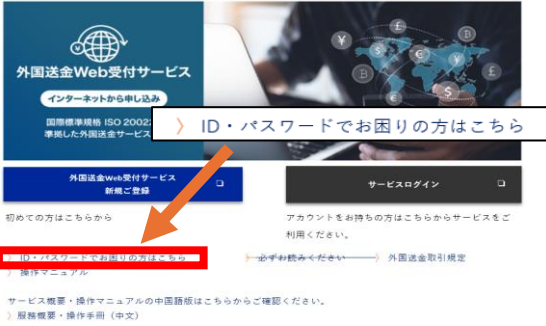 外国送金Web受付サービス
インターネットから申し込み
国際標準規格 ISO 2002
準拠した外国送金サービス
〉 ID・パスワードでお困りの方はこちら
外国送金Web受付サービス
新規ご登録
サービスログイン
初めての方はこちらから
アカウントをお持ちの方はこちらからサービスをご
利用ください。
〉 ID・パスワードでお困りの方はこちら
〉 必ずお読みください
〉 外国送金取引規定
〉 操作マニュアル
サービス概要・操作マニュアルの中国語版はこちらからご確認ください。
〉 服務概要・操作手冊（中文）